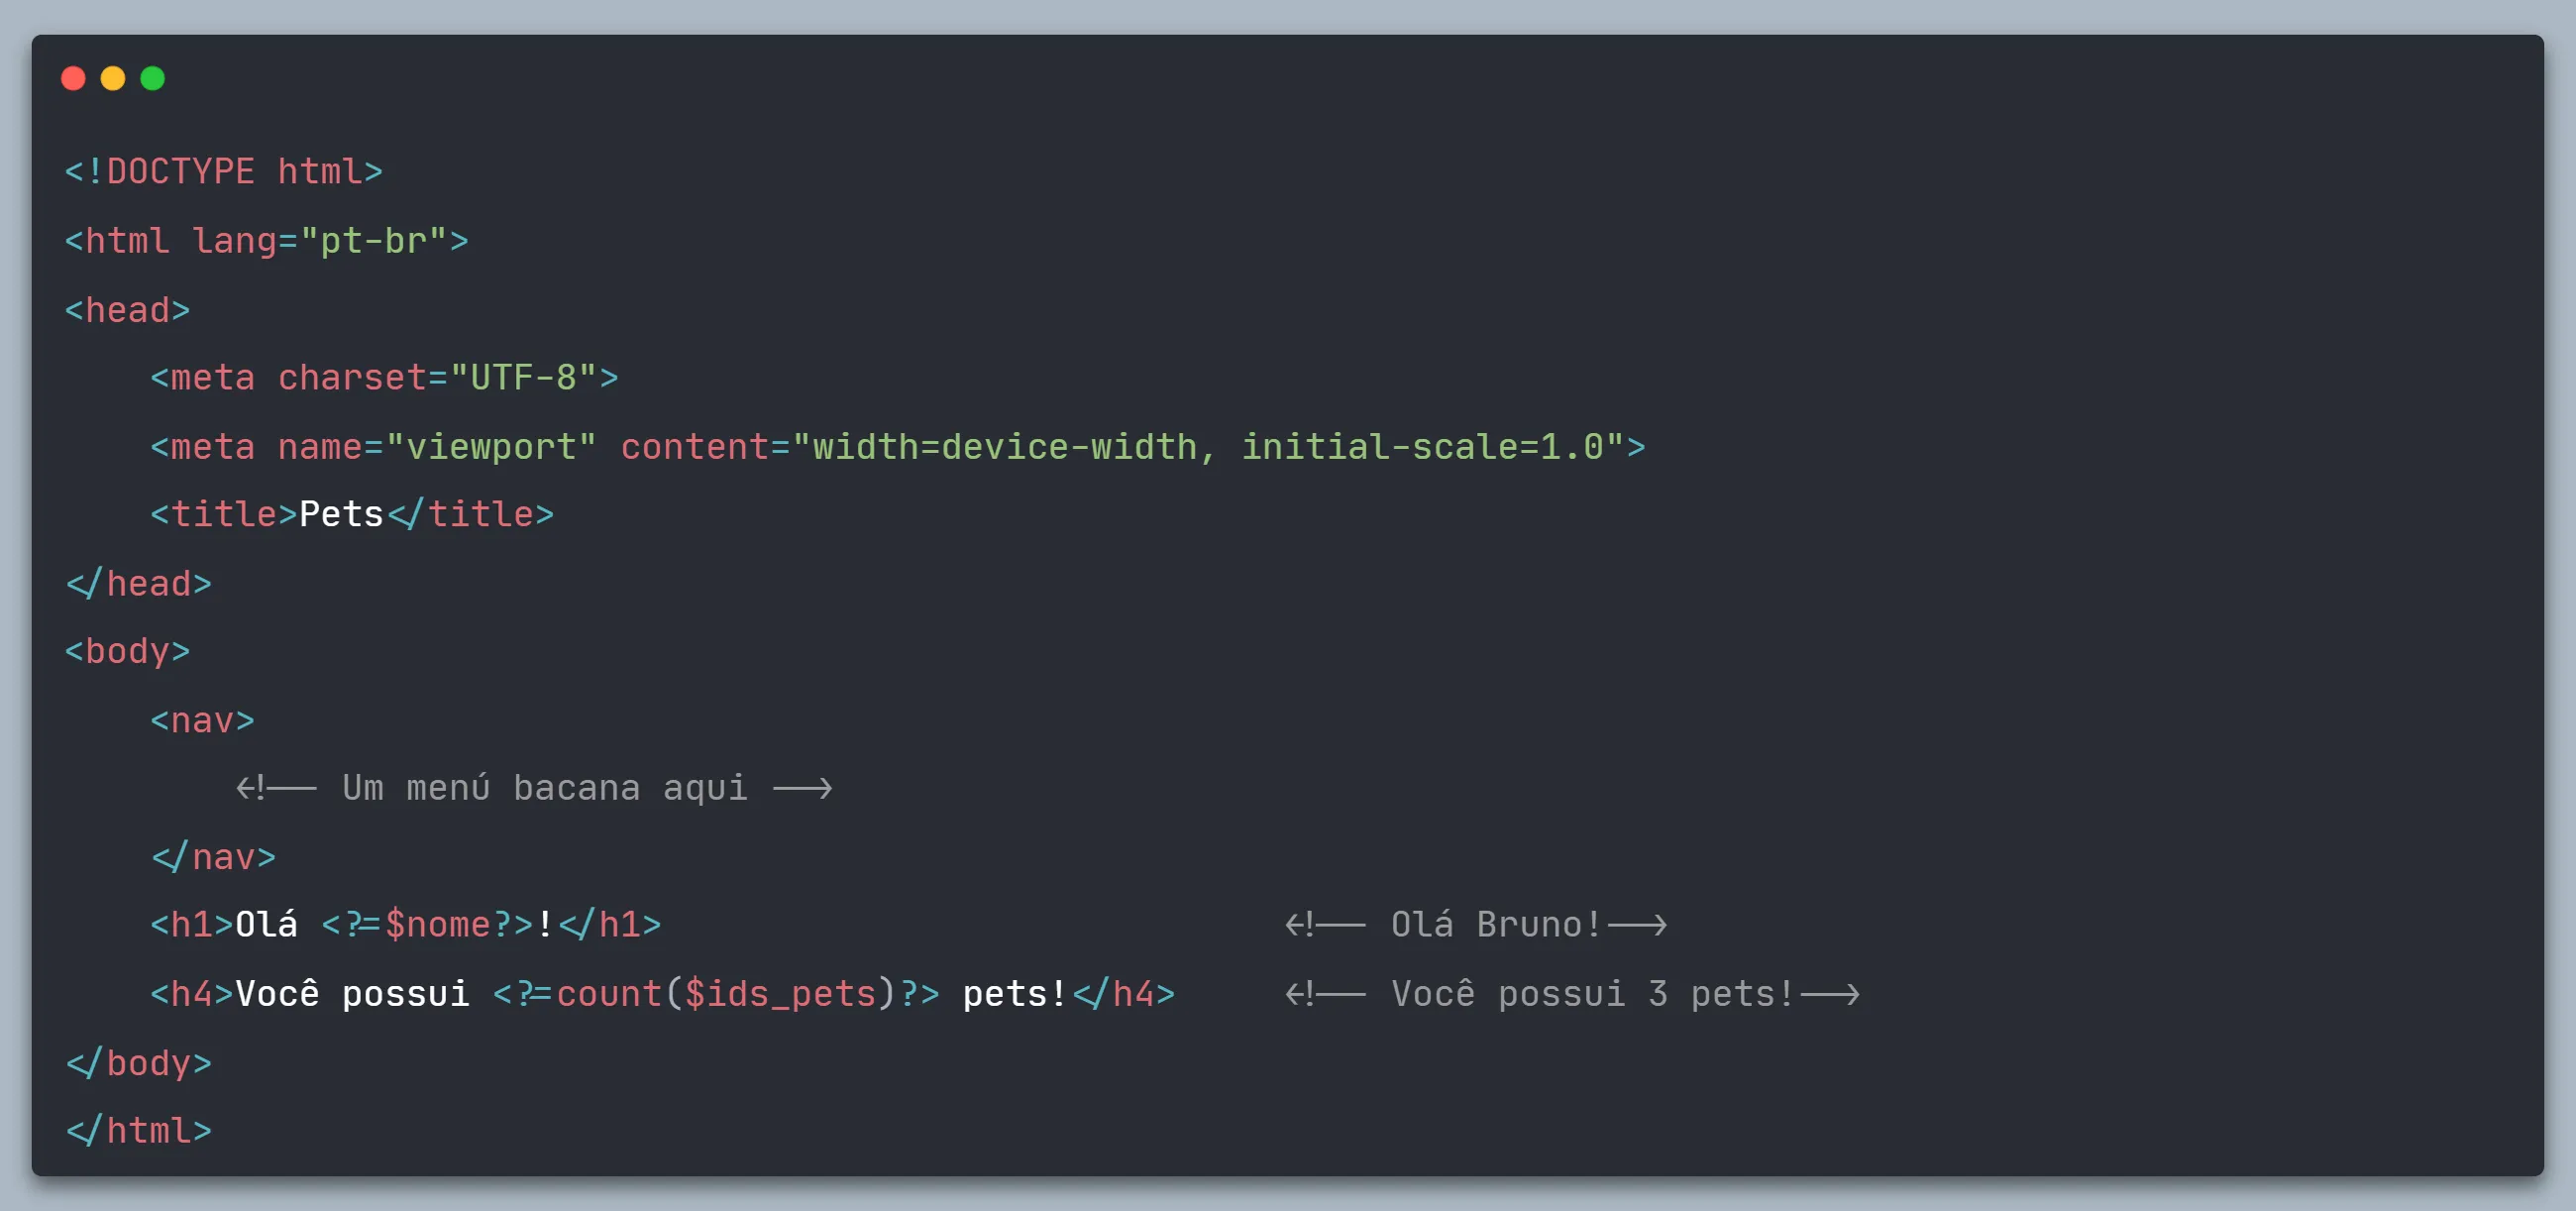 <!DOCTYPE html>
<html lang="pt-br">
<head>
    <meta charset="UTF-8">
    <meta name="viewport" content="width=device-width, initial-scale=1.0">
    <title>Pets</title>
</head>
<body>
    <nav>
        <!-- Um menú bacana aqui -->
    </nav>
    <h1>Olá <?=$nome?>!</h1>                             <!-- Olá Bruno!-->
    <h4>Você possui <?=count($ids_pets)?> pets!</h4>     <!-- Você possui 3 pets!-->
</body>
</html>